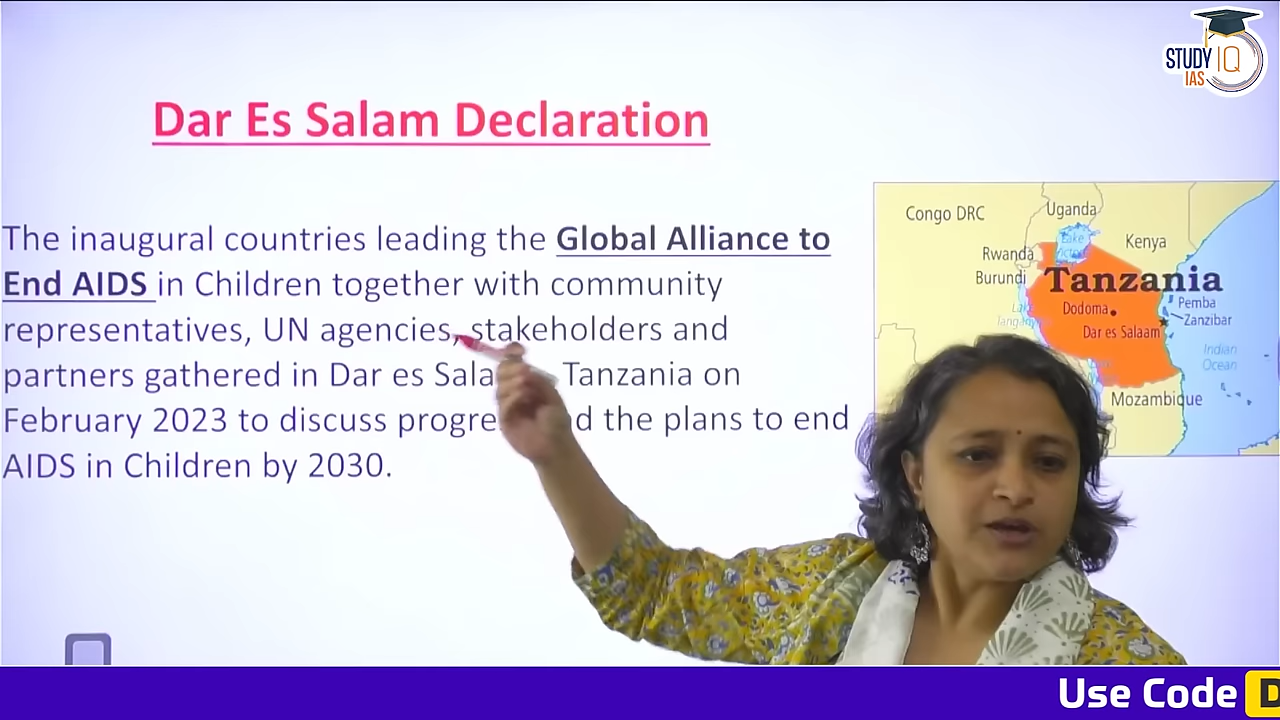 STUDY IQ
IAS
Dar Es Salam Declaration
The inaugural countries leading the Global Alliance to
End AIDS in Children together with community
representatives, UN agencies, stakeholders and
partners gathered in Dar es Tanzania on
February 2023 to discuss the plans to end
AIDS in Children by 2030.
Congo DRC
Uganda
Kenya
Lake
Rwanda
Burundi
Tanzania
Dodoma
Pemba
Zanzibar
Dar es Salaam
Indian
Ocean
Mozambique
Use Code D